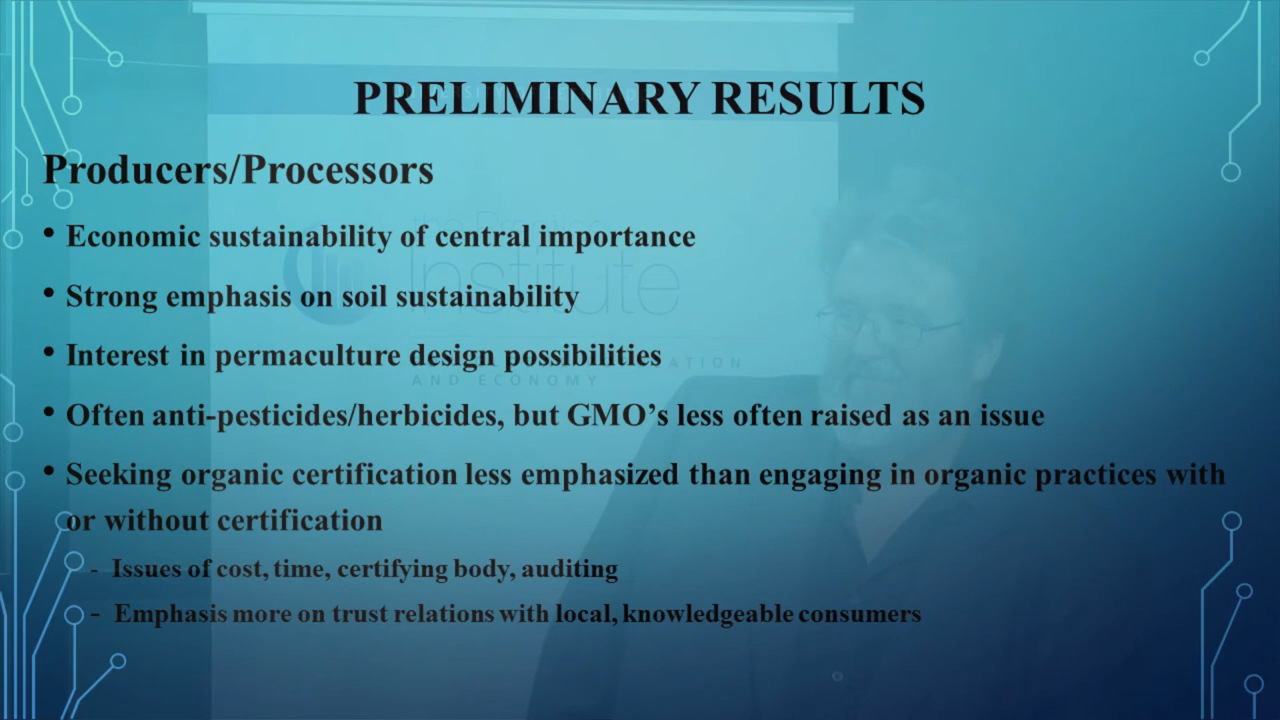 PRELIMINARY RESULTS
Producers/Processors
• Economic sustainability of central importance
• Strong emphasis on soil sustainability
Institute
• Interest in permaculture design possibilities
AND ECONOMY
• Often anti-pesticides/herbicides, but GMO’s less often raised as an issue
• Seeking organic certification less emphasized than engaging in organic practices with
or without certification
- Issues of cost, time, certifying body, auditing
- Emphasis more on trust relations with local, knowledgeable consumers